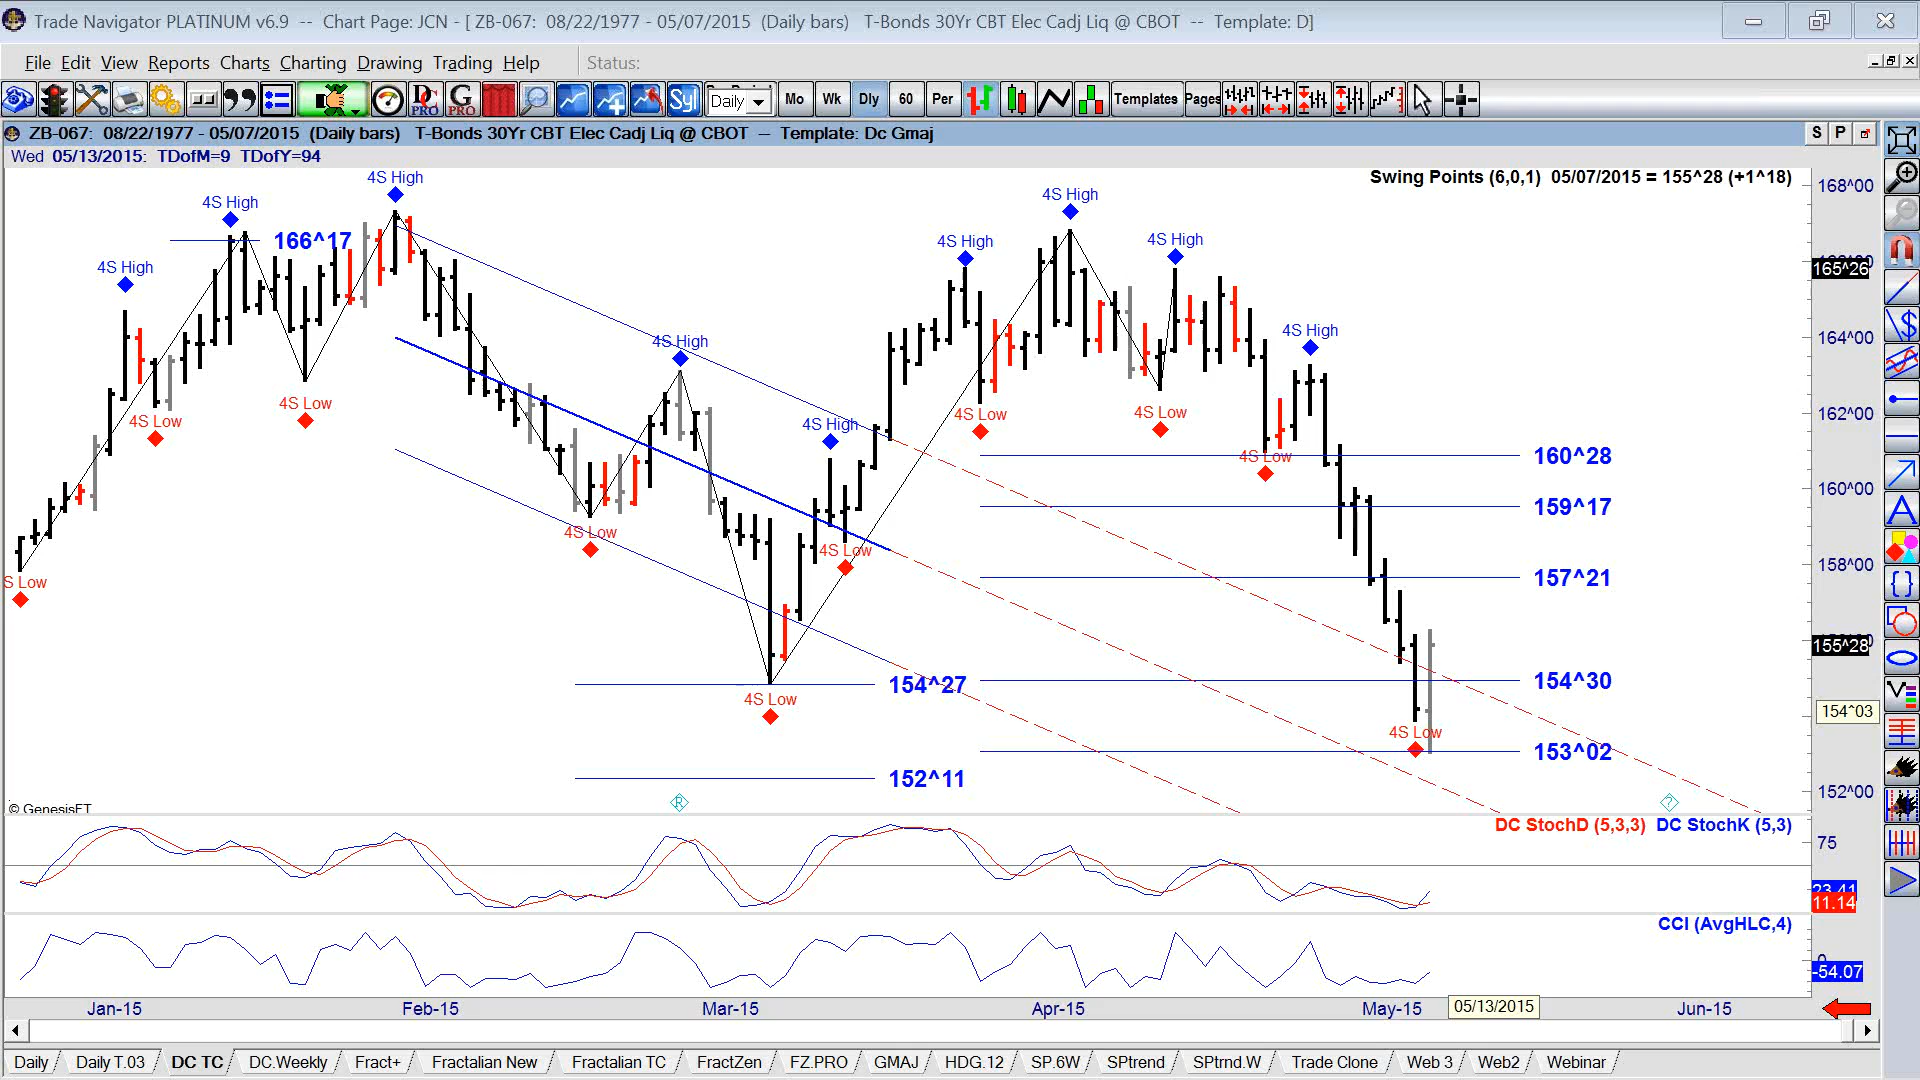 Trade Navigator PLATINUM v6.9 -- Chart Page: JCN - [ ZB-067: 08/22/1977 - 05/07/2015 (Daily bars) T-Bonds 30Yr CBT Elec Cadj Liq @ CBOT -- Template: D]
File Edit View Reports Charts Charting Drawing Trading Help Status:
DC PRO G PRO Sy! Daily Mo Wk Dly 60 Per Templates Pages
ZB-067: 08/22/1977 - 05/07/2015 (Daily bars) T-Bonds 30Yr CBT Elec Cadj Liq @ CBOT -- Template: Dc Gmaj S P
Wed 05/13/2015: TDofM=9 TDofY=94
Swing Points (6,0,1) 05/07/2015 = 155^28 (+1^18)
4S High 168^00
4S High 4S High
4S High 166^17 4S High 4S High
4S High 165^26
4S High 4S High 164^00
4S Low 4S Low 4S Low 4S Low 162^00
4S Low 4S High
4S Low 160^28
160^00
159^17
4S Low 4S Low
158^00
S Low 157^21
155^28
154^27 154^30
4S Low 154^03
4S Low
153^02
152^11
R ? 152^00
© GenesisFT
DC StochD (5,3,3) DC StochK (5,3)
75
23.41
11.14
CCI (AvgHLC,4)
0
-54.07
Jan-15 Feb-15 Mar-15 Apr-15 May-15 05/13/2015 Jun-15
Daily Daily T.03 DC TC DC.Weekly Fract+ Fractalian New Fractalian TC FractZen FZ.PRO GMAJ HDG.12 SP.6W SPtrend SPtrnd.W Trade Clone Web 3 Web2 Webinar